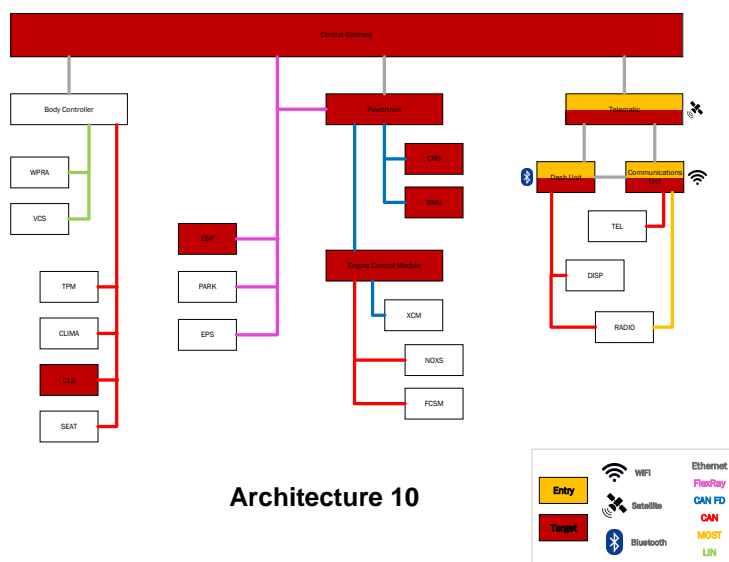 Central Gateway
Body Controller
Powertrain
Telematic
WPRA
VCS
CRG
BMU
Dash Unit
Communications
Unit
TEL
ESP
PARK
EPS
Engine Control Module
DISP
TPM
CLIMA
CLS
SEAT
XCM
NOXS
FCSM
RADIO
Architecture 10
Entry
Target
WiFi
Satellite
Bluetooth
Ethernet
FlexRay
CAN FD
CAN
MOST
LIN